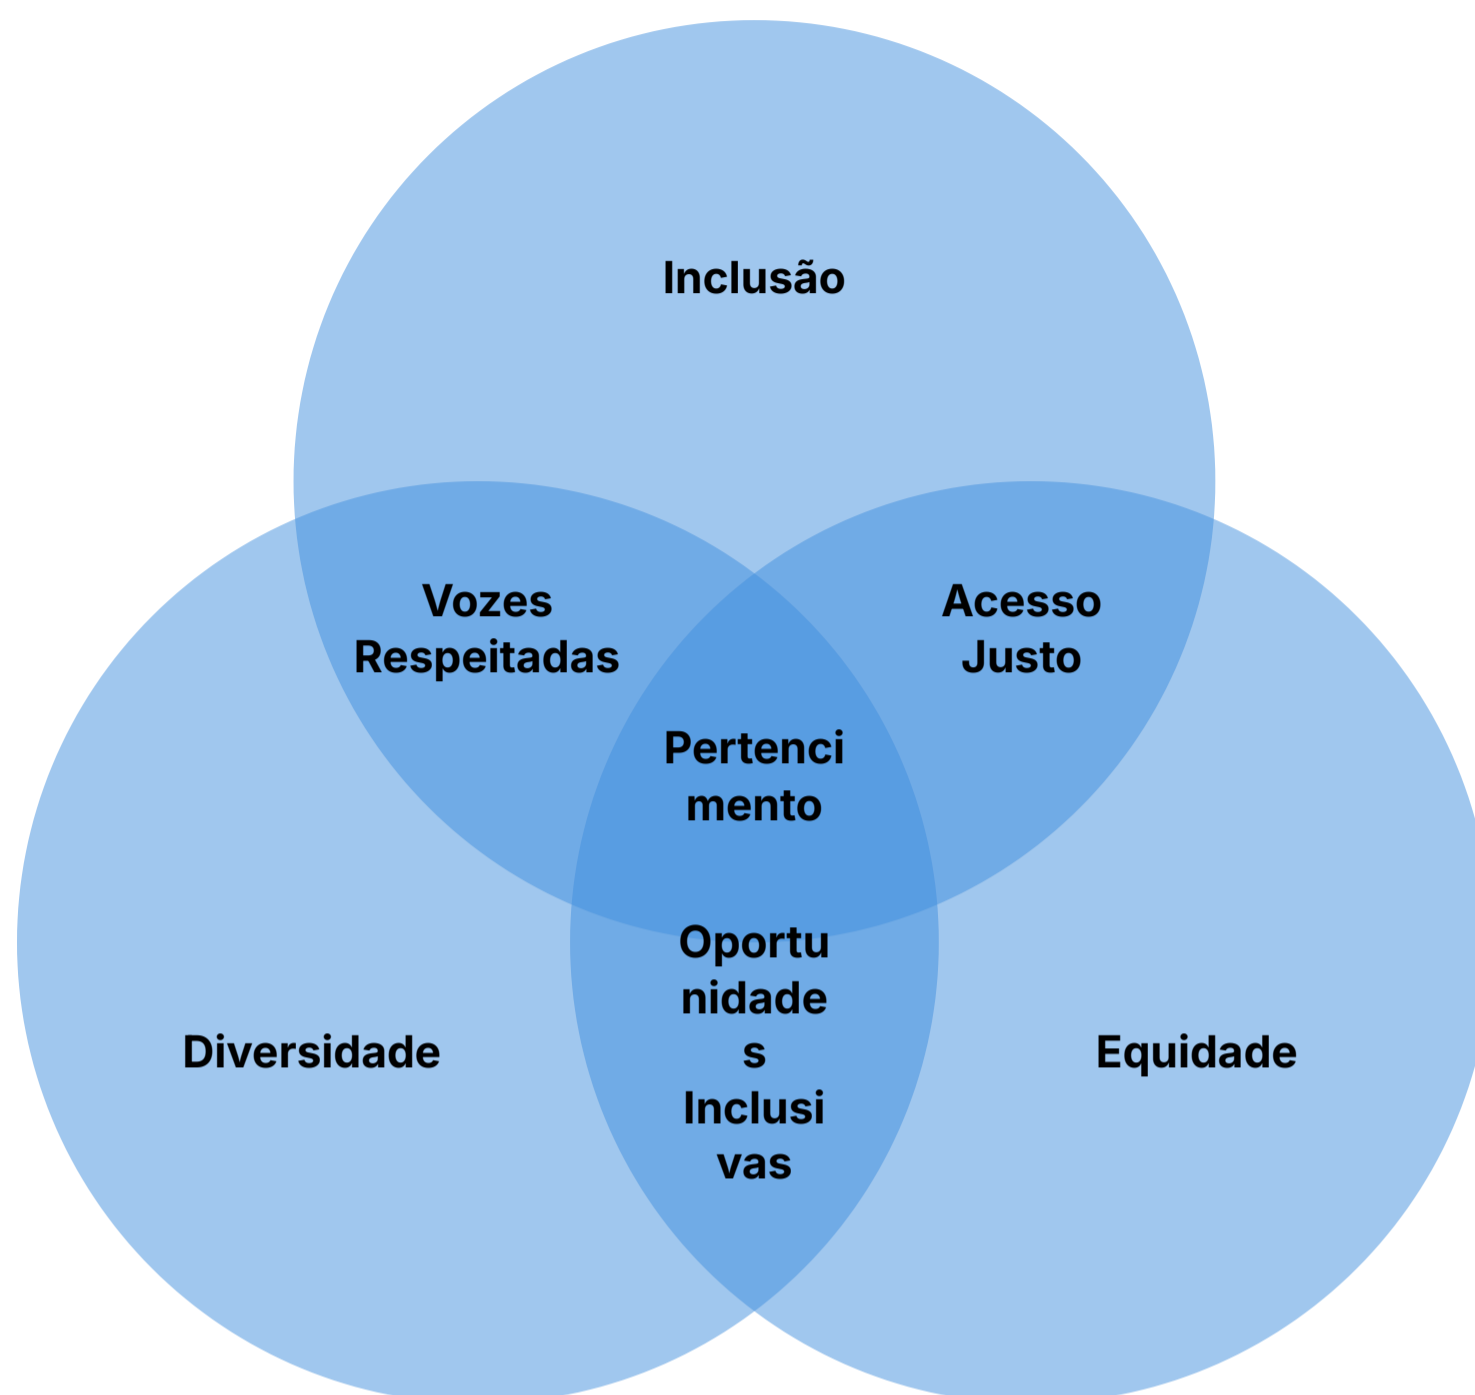 Inclusão
Vozes
Respeitadas
Acesso
Justo
Pertenci
mento
Oportu
nidade
s
Inclusi
vas
Diversidade
Equidade